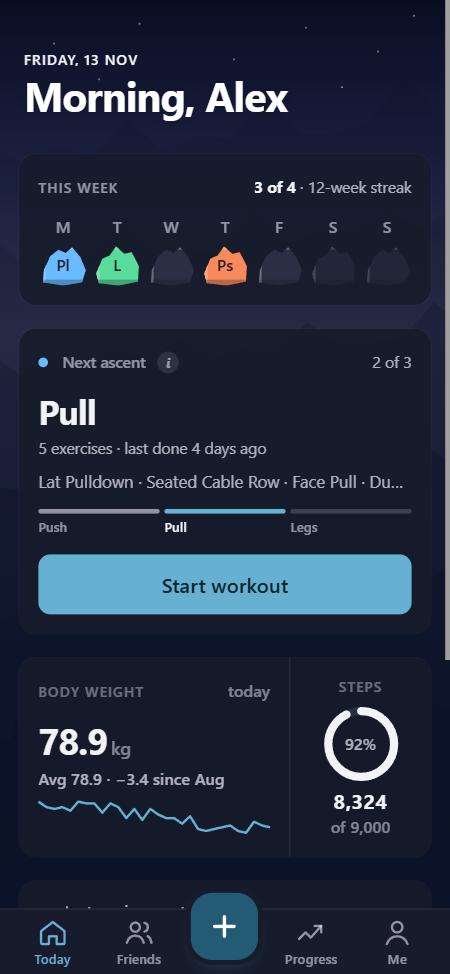 FRIDAY, 13 NOV
Morning, Alex
THIS WEEK
3 of 4 · 12-week streak
M T W T F S S
Pl L Ps
Next ascent i
2 of 3
Pull
5 exercises · last done 4 days ago
Lat Pulldown · Seated Cable Row · Face Pull · Du...
Push Pull Legs
Start workout
BODY WEIGHT today
78.9 kg
Avg 78.9 · −3.4 since Aug
STEPS
92%
8,324
of 9,000
+
Today Friends Progress Me